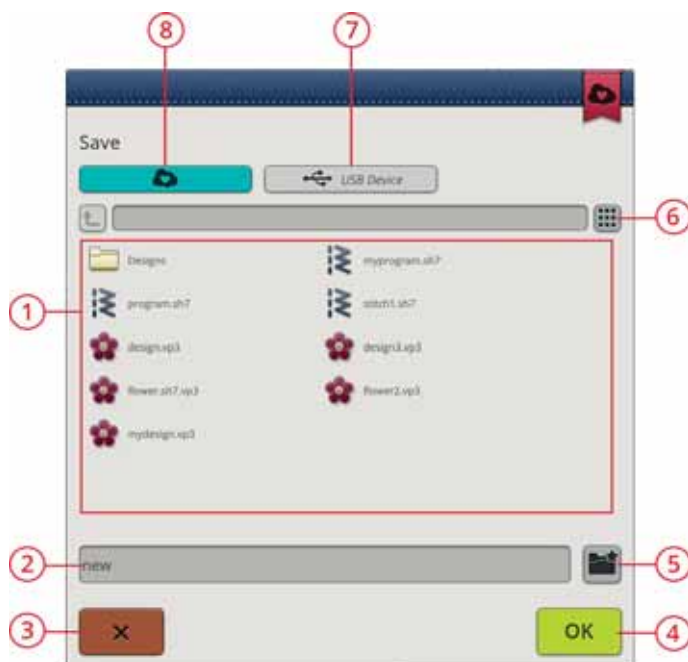 8 7
Save
USB Device
6
Designs myprogram.sh7
1
program.sh7 stitch1.sh7
design.vp3 design3.vp3
flower.sh7.vp3 flower2.vp3
mydesign.vp3
2 new 5
3 × OK 4